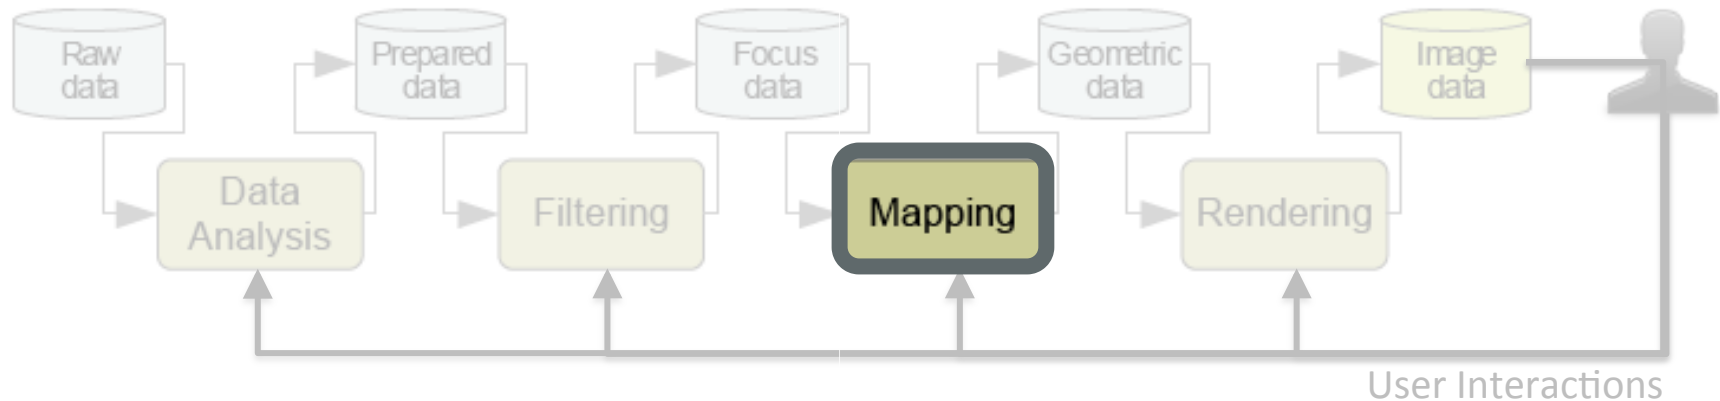 Raw
data
Prepared
data
Focus
data
Geometric
data
Image
data
Data
Analysis
Filtering
Mapping
Rendering
User Interactions